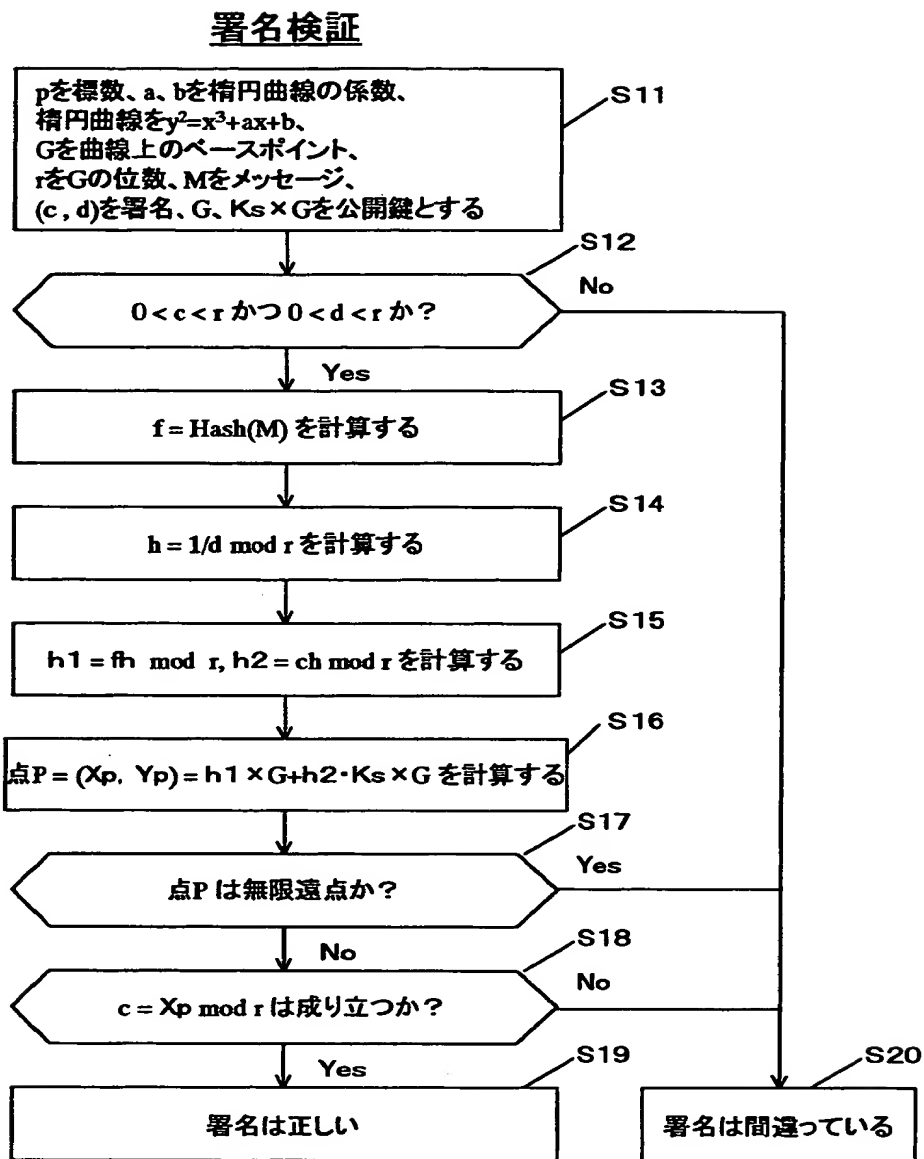 署名検証
pを標数、a、bを楕円曲線の係数、
楕円曲線をy²=x³+ax+b、
Gを曲線上のベースポイント、
rをGの位数、Mをメッセージ、
(c , d)を署名、G、Ks×Gを公開鍵とする
S11
S12
0 < c < r かつ 0 < d < r か？
No
Yes
S13
f = Hash(M) を計算する
S14
h = 1/d mod r を計算する
S15
h1 = fh mod r, h2 = ch mod r を計算する
S16
点P = (Xp, Yp) = h1 × G+h2・Ks × G を計算する
S17
点P は無限遠点か？
Yes
No
S18
c = Xp mod r は成り立つか？
No
Yes
S19
署名は正しい
S20
署名は間違っている